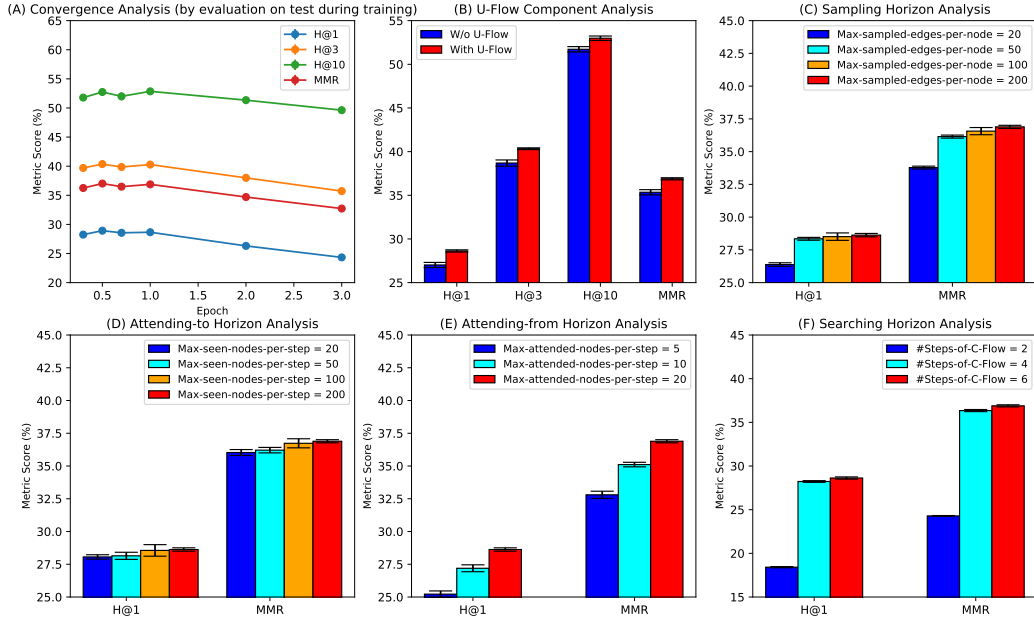 (A) Convergence Analysis (by evaluation on test during training)
65
60
55
50
45
40
35
30
25
20
Metric Score (%)
H@1
H@3
H@10
MMR
0.5 1.0 1.5 2.0 2.5 3.0
Epoch
(B) U-Flow Component Analysis
55
50
45
40
35
30
25
Metric Score (%)
W/o U-Flow
With U-Flow
H@1 H@3 H@10 MMR
(C) Sampling Horizon Analysis
45.0
42.5
40.0
37.5
35.0
32.5
30.0
27.5
25.0
Metric Score (%)
Max-sampled-edges-per-node = 20
Max-sampled-edges-per-node = 50
Max-sampled-edges-per-node = 100
Max-sampled-edges-per-node = 200
H@1 MMR
(D) Attending-to Horizon Analysis
45.0
42.5
40.0
37.5
35.0
32.5
30.0
27.5
25.0
Metric Score (%)
Max-seen-nodes-per-step = 20
Max-seen-nodes-per-step = 50
Max-seen-nodes-per-step = 100
Max-seen-nodes-per-step = 200
H@1 MMR
(E) Attending-from Horizon Analysis
45.0
42.5
40.0
37.5
35.0
32.5
30.0
27.5
25.0
Metric Score (%)
Max-attended-nodes-per-step = 5
Max-attended-nodes-per-step = 10
Max-attended-nodes-per-step = 20
H@1 MMR
(F) Searching Horizon Analysis
45
40
35
30
25
20
15
Metric Score (%)
#Steps-of-C-Flow = 2
#Steps-of-C-Flow = 4
#Steps-of-C-Flow = 6
H@1 MMR